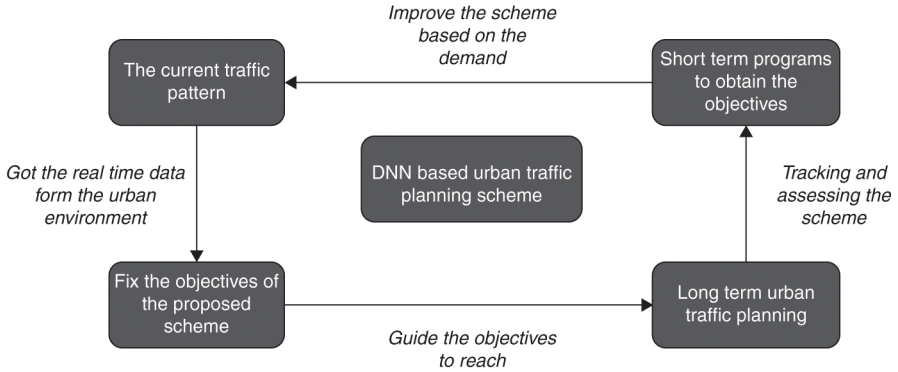 Improve the scheme
based on the
demand
The current traffic
pattern
Short term programs
to obtain the
objectives
Got the real time data
form the urban
environment
DNN based urban traffic
planning scheme
Tracking and
assessing the
scheme
Fix the objectives of
the proposed
scheme
Long term urban
traffic planning
Guide the objectives
to reach